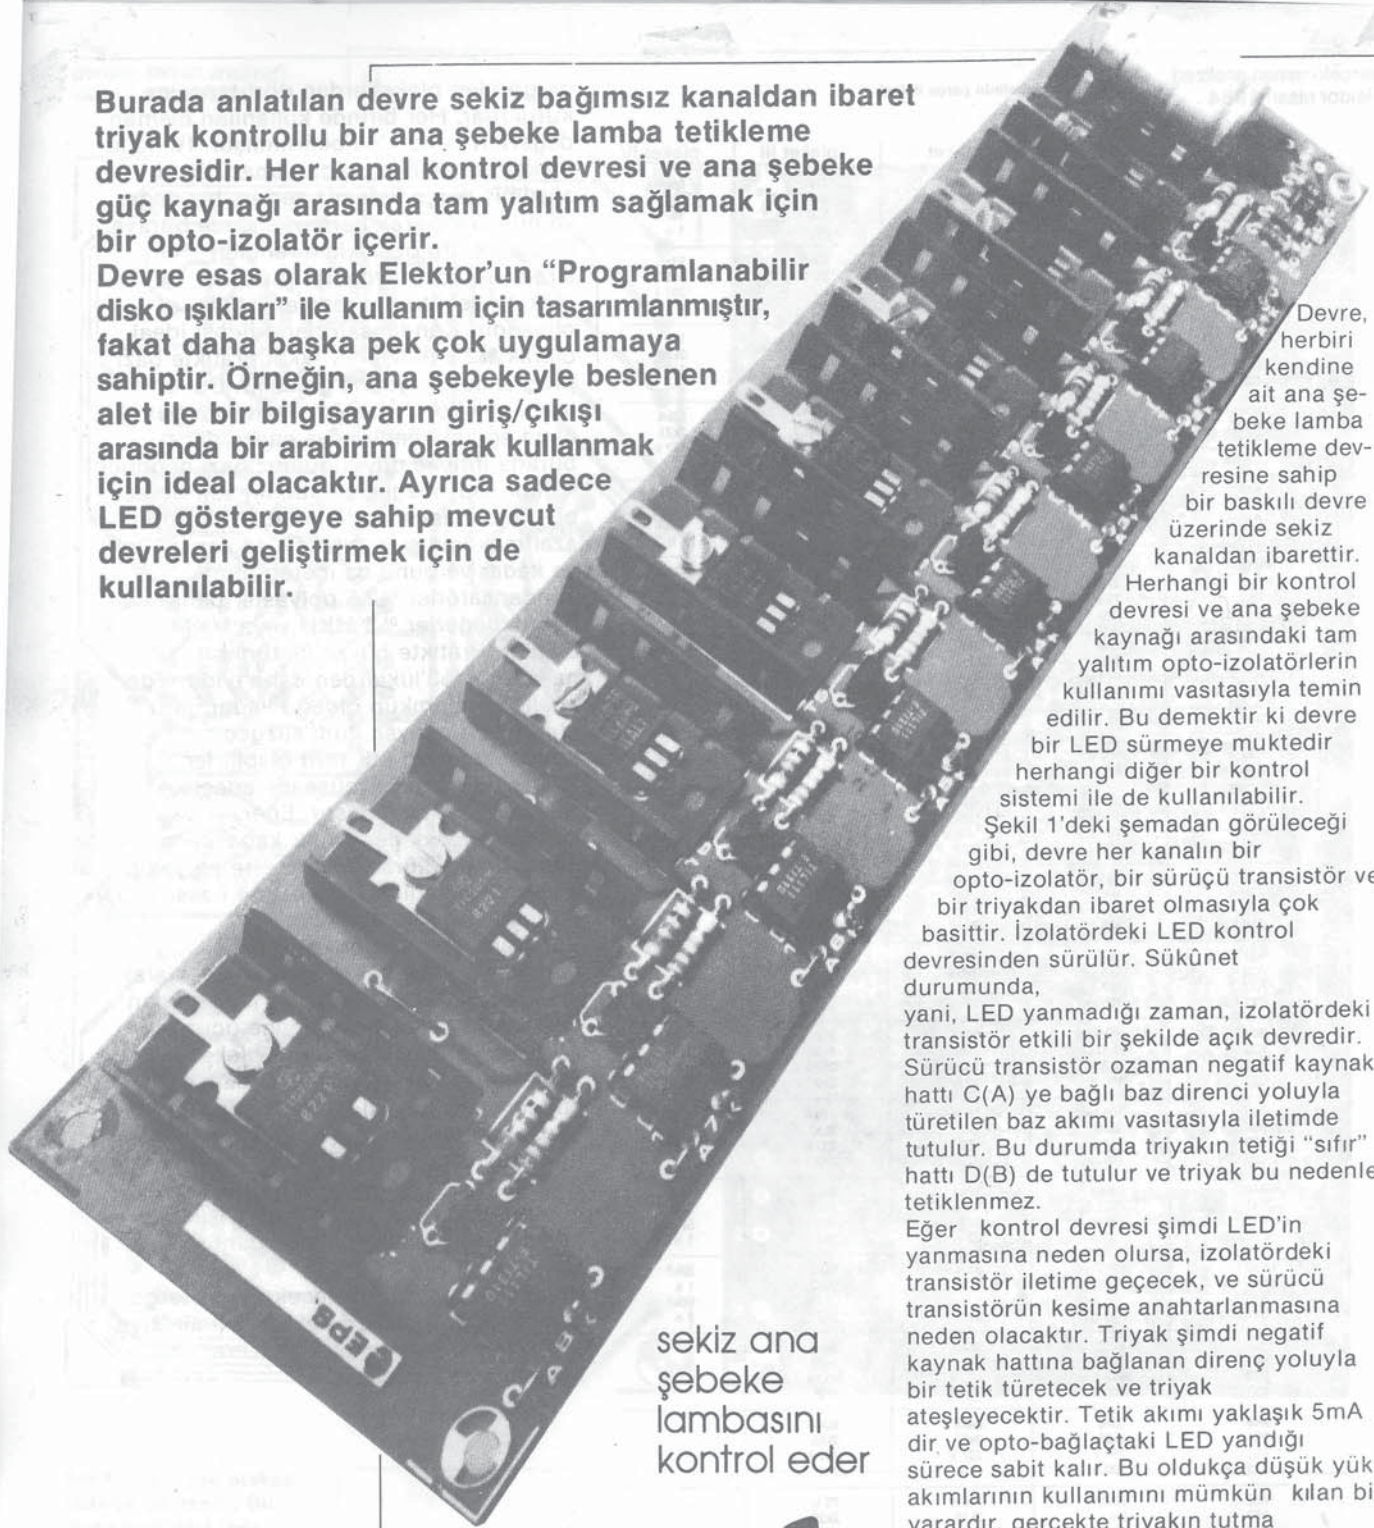 Burada anlatılan devre sekiz bağımsız kanaldan ibaret
triyak kontrollu bir ana şebeke lamba tetikleme
devresidir. Her kanal kontrol devresi ve ana şebeke
güç kaynağı arasında tam yalıtım sağlamak için
bir opto-izolatör içerir.
Devre esas olarak Elektor'un “Programlanabilir
disko ışıkları” ile kullanım için tasarımlanmıştır,
fakat daha başka pek çok uygulamaya
sahiptir. Örneğin, ana şebekeyle beslenen
alet ile bir bilgisayarın giriş/çıkışı
arasında bir arabirim olarak kullanmak
için ideal olacaktır. Ayrıca sadece
LED göstergeye sahip mevcut
devreleri geliştirmek için de
kullanılabilir.
Devre,
herbiri
kendine
ait ana şe-
beke lamba
tetikleme dev-
resine sahip
bir baskılı devre
üzerinde sekiz
kanaldan ibarettir.
Herhangi bir kontrol
devresi ve ana şebeke
kaynağı arasındaki tam
yalıtım opto-izolatörlerin
kullanımı vasıtasıyla temin
edilir. Bu demektir ki devre
bir LED sürmeye muktedir
herhangi diğer bir kontrol
sistemi ile de kullanılabilir.
Şekil 1'deki şemadan görüleceği
gibi, devre her kanalın bir
opto-izolatör, bir sürüçü transistör ve
bir triyakdan ibaret olmasıyla çok
basittir. İzolatördeki LED kontrol
devresinden sürülür. Sükûnet
durumunda,
yani, LED yanmadığı zaman, izolatördeki
transistör etkili bir şekilde açık devredir.
Sürücü transistör ozaman negatif kaynak
hattı C(A) ye bağlı baz direnci yoluyla
türetilen baz akımı vasıtasıyla iletimde
tutulur. Bu durumda triyakın tetiği “sıfır”
hattı D(B) de tutulur ve triyak bu nedenle
tetiklenmez.
Eğer kontrol devresi şimdi LED'in
yanmasına neden olursa, izolatördeki
transistör iletime geçecek, ve sürücü
transistörün kesime anahtarlanmasına
neden olacaktır. Triyak şimdi negatif
kaynak hattına bağlanan direnç yoluyla
bir tetik türetecek ve triyak
ateşleyecektir. Tetik akımı yaklaşık 5mA
dir ve opto-bağlaçtaki LED yandığı
sürece sabit kalır. Bu oldukça düşük yük
akımlarının kullanımını mümkün kılan bi
yarardır, gerçekte triyakın tutma
sekiz ana
şebeke
lambasını
kontrol eder
EPS